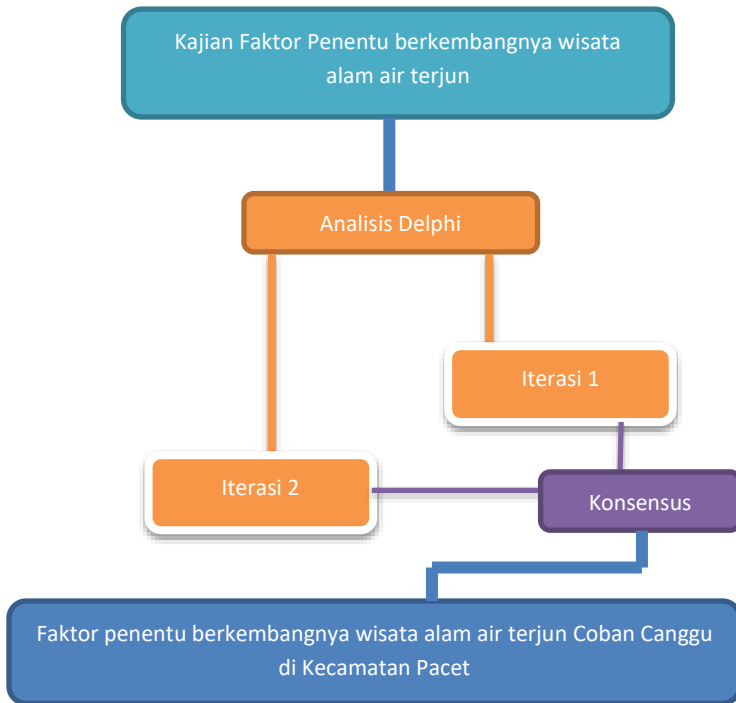 Kajian Faktor Penentu berkembangnya wisata
alam air terjun
Analisis Delphi
Iterasi 1
Iterasi 2
Konsensus
Faktor penentu berkembangnya wisata alam air terjun Coban Canggu
di Kecamatan Pacet